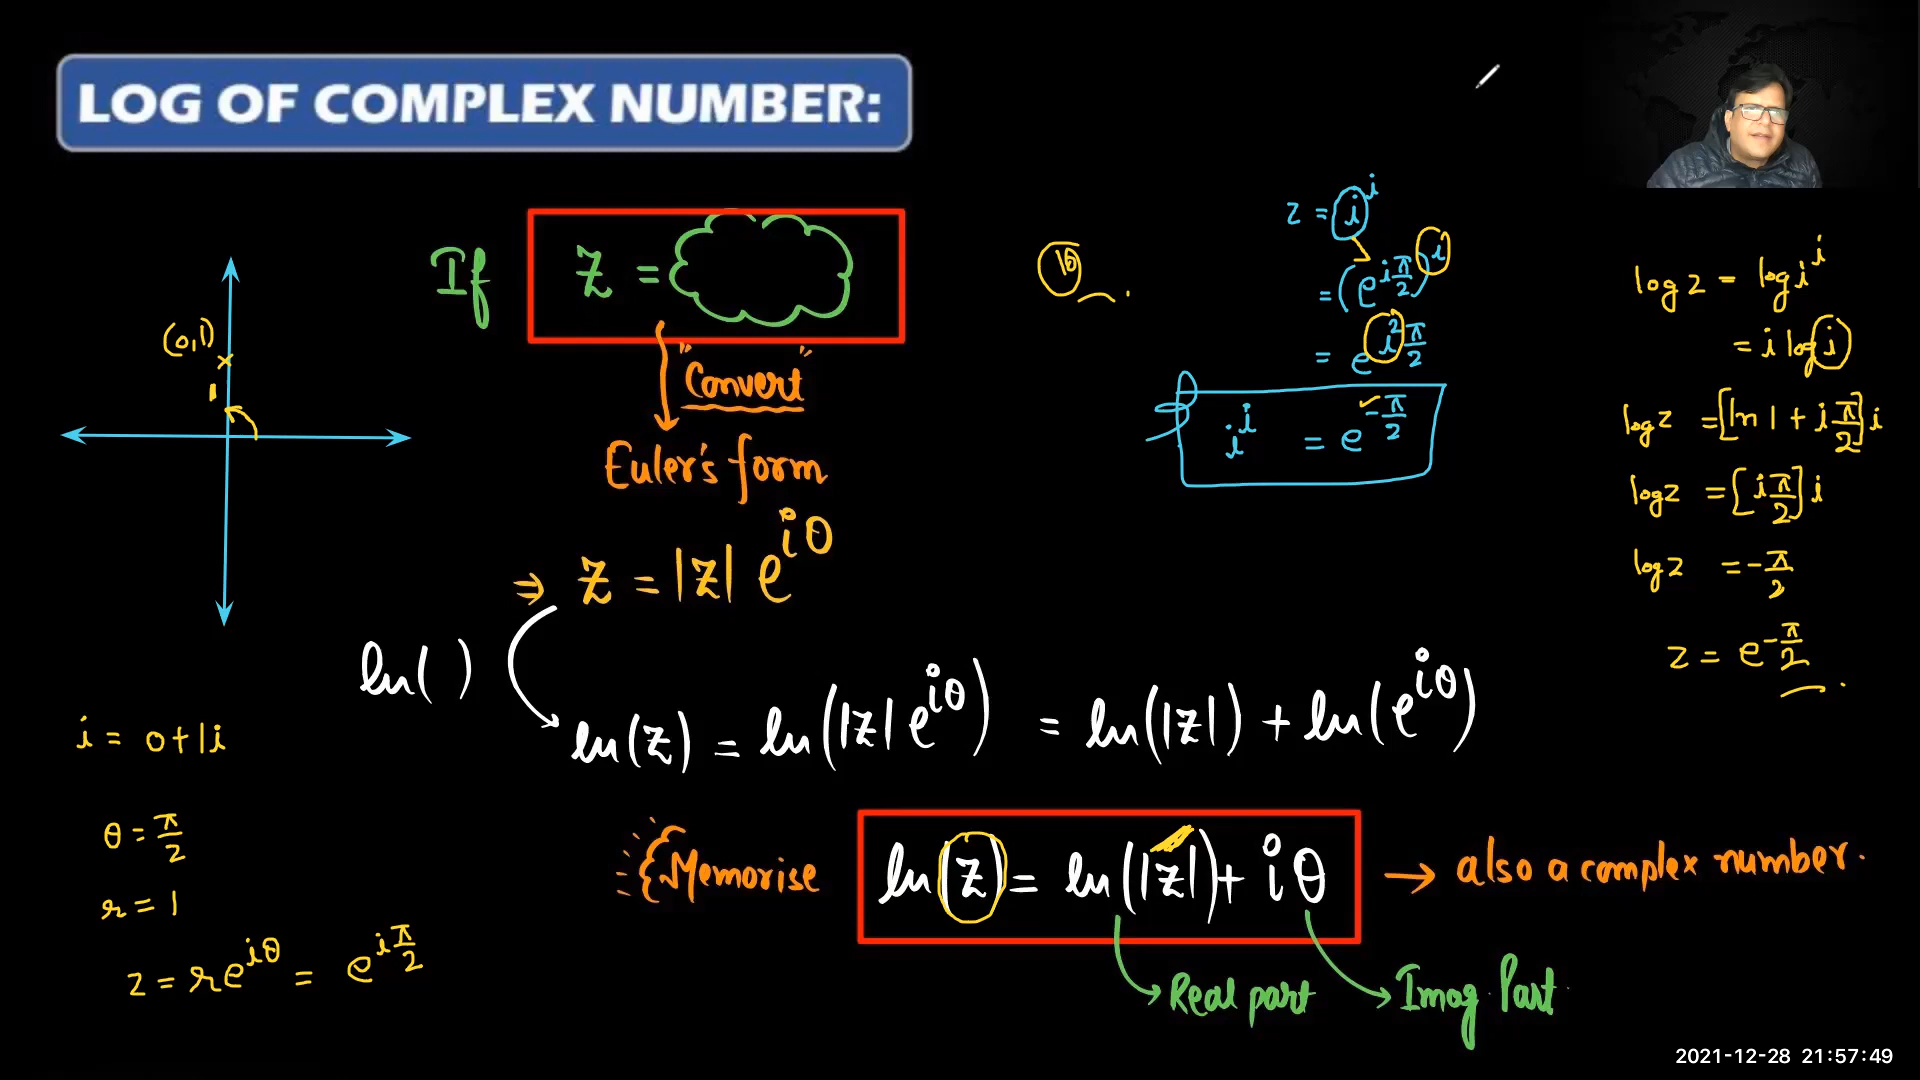 LOG OF COMPLEX NUMBER:
If z =
"Convert"
Euler's form
⇒ z = |z| e^{iθ}
ln( )
ln(z) = ln(|z| e^{iθ}) = ln(|z|) + ln(e^{iθ})
Memorise ln(z) = ln(|z|) + iθ → also a complex number.
Real part
Imag. Part
(0,1)
1
i = 0+1i
θ = π/2
r = 1
z = re^{iθ} = e^{iπ/2}
z = i^i
= (e^{iπ/2})^i
= e^{i²π/2}
i^i = e^{-π/2}
log z = log i^i
= i log(i)
log z = [ln 1 + iπ/2]i
log z = [iπ/2]i
log z = -π/2
z = e^{-π/2}
2021-12-28 21:57:49